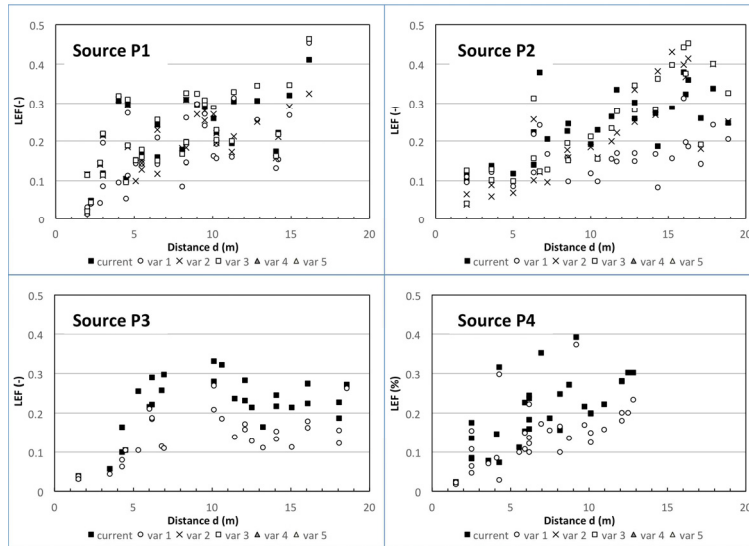 Source P1
LEF (-)
0.5
0.4
0.3
0.2
0.1
0
0 5 10 15 20
Distance d (m)
current var 1 var 2 var 3 var 4 var 5
Source P2
LEF (-
0.5
0.4
0.3
0.2
0.1
0
0 5 10 15 20
Distance d (m)
current var 1 var 2 var 3 var 4 var 5
Source P3
LEF (-)
0.5
0.4
0.3
0.2
0.1
0
0 5 10 15 20
Distance d (m)
current var 1 var 2 var 3 var 4 var 5
Source P4
LEF (%)
0.5
0.4
0.3
0.2
0.1
0
0 5 10 15 20
Distance d (m)
current var 1 var 2 var 3 var 4 var 5